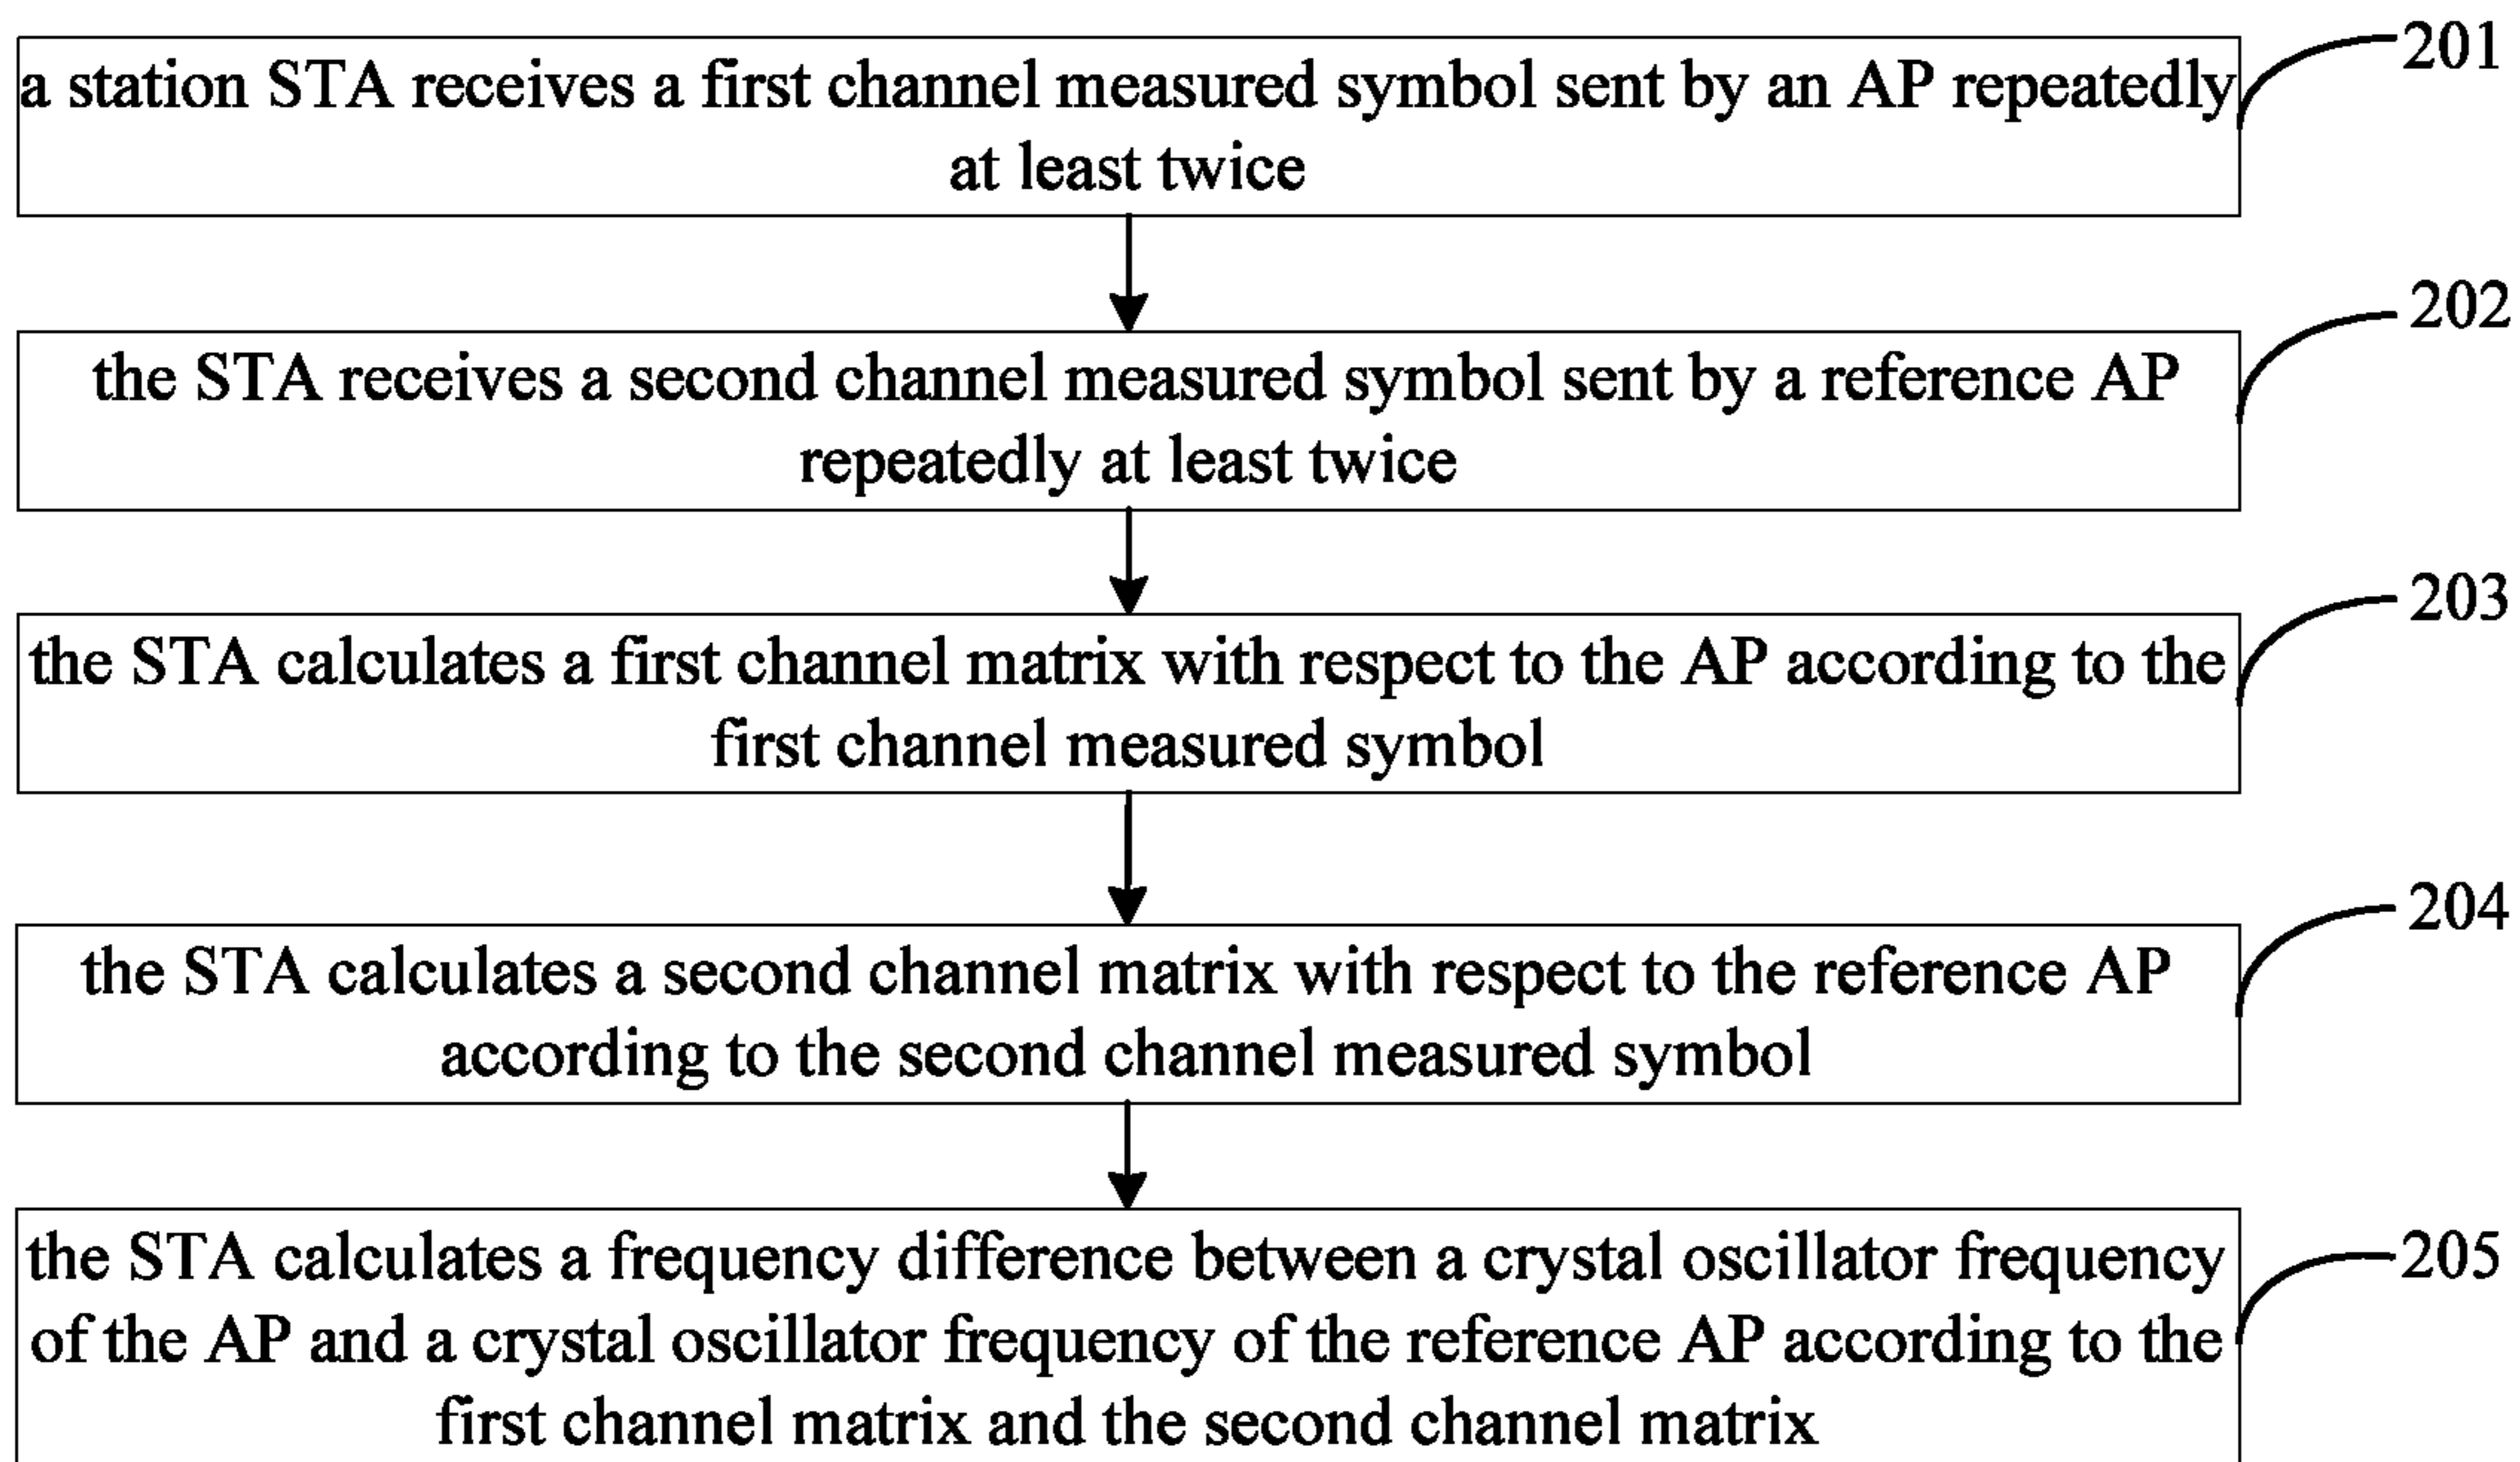 a station STA receives a first channel measured symbol sent by an AP repeatedly
at least twice
201
the STA receives a second channel measured symbol sent by a reference AP
repeatedly at least twice
202
the STA calculates a first channel matrix with respect to the AP according to the
first channel measured symbol
203
the STA calculates a second channel matrix with respect to the reference AP
according to the second channel measured symbol
204
the STA calculates a frequency difference between a crystal oscillator frequency
of the AP and a crystal oscillator frequency of the reference AP according to the
first channel matrix and the second channel matrix
205